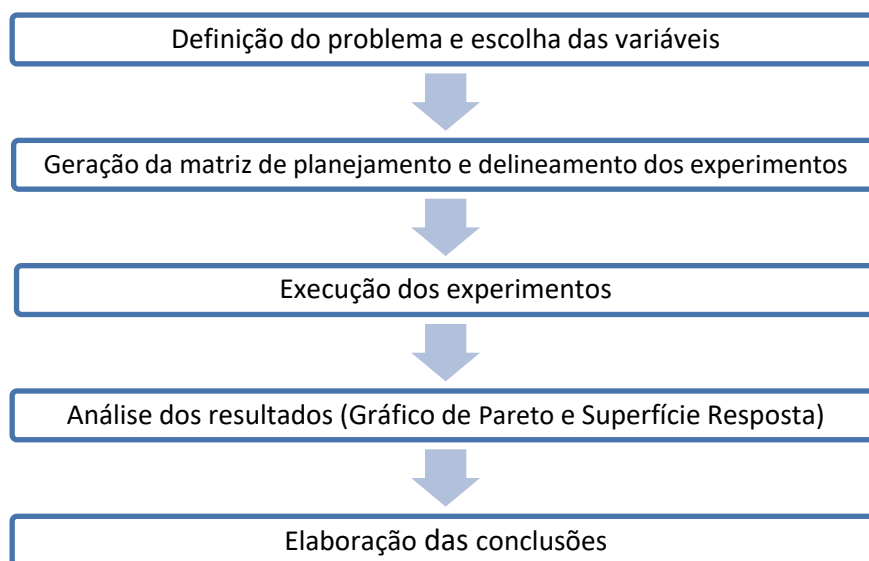 Definição do problema e escolha das variáveis
Geração da matriz de planejamento e delineamento dos experimentos
Execução dos experimentos
Análise dos resultados (Gráfico de Pareto e Superfície Resposta)
Elaboração das conclusões